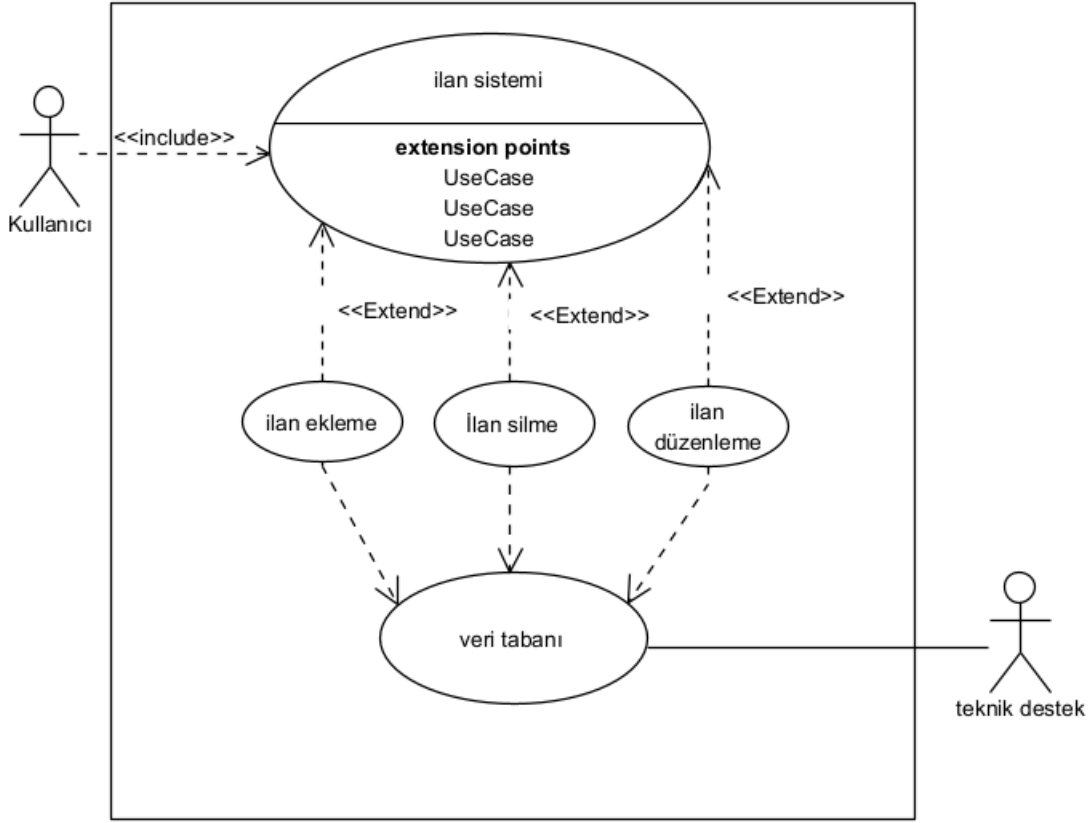 ilan sistemi
<<include>>
extension points
UseCase
UseCase
UseCase
Kullanıcı
<<Extend>>
<<Extend>>
<<Extend>>
ilan ekleme
İlan silme
ilan
düzenleme
veri tabanı
teknik destek